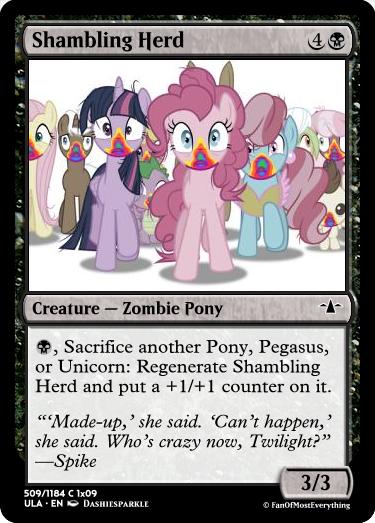 Shambling Herd 4
Creature — Zombie Pony
, Sacrifice another Pony, Pegasus,
or Unicorn: Regenerate Shambling
Herd and put a +1/+1 counter on it.
“‘Made-up,’ she said. ‘Can’t happen,’
she said. Who’s crazy now, Twilight?”
—Spike
3/3
509/1184 C 1x09
ULA • EN DASHIESPARKLE
© FanOfMostEverything